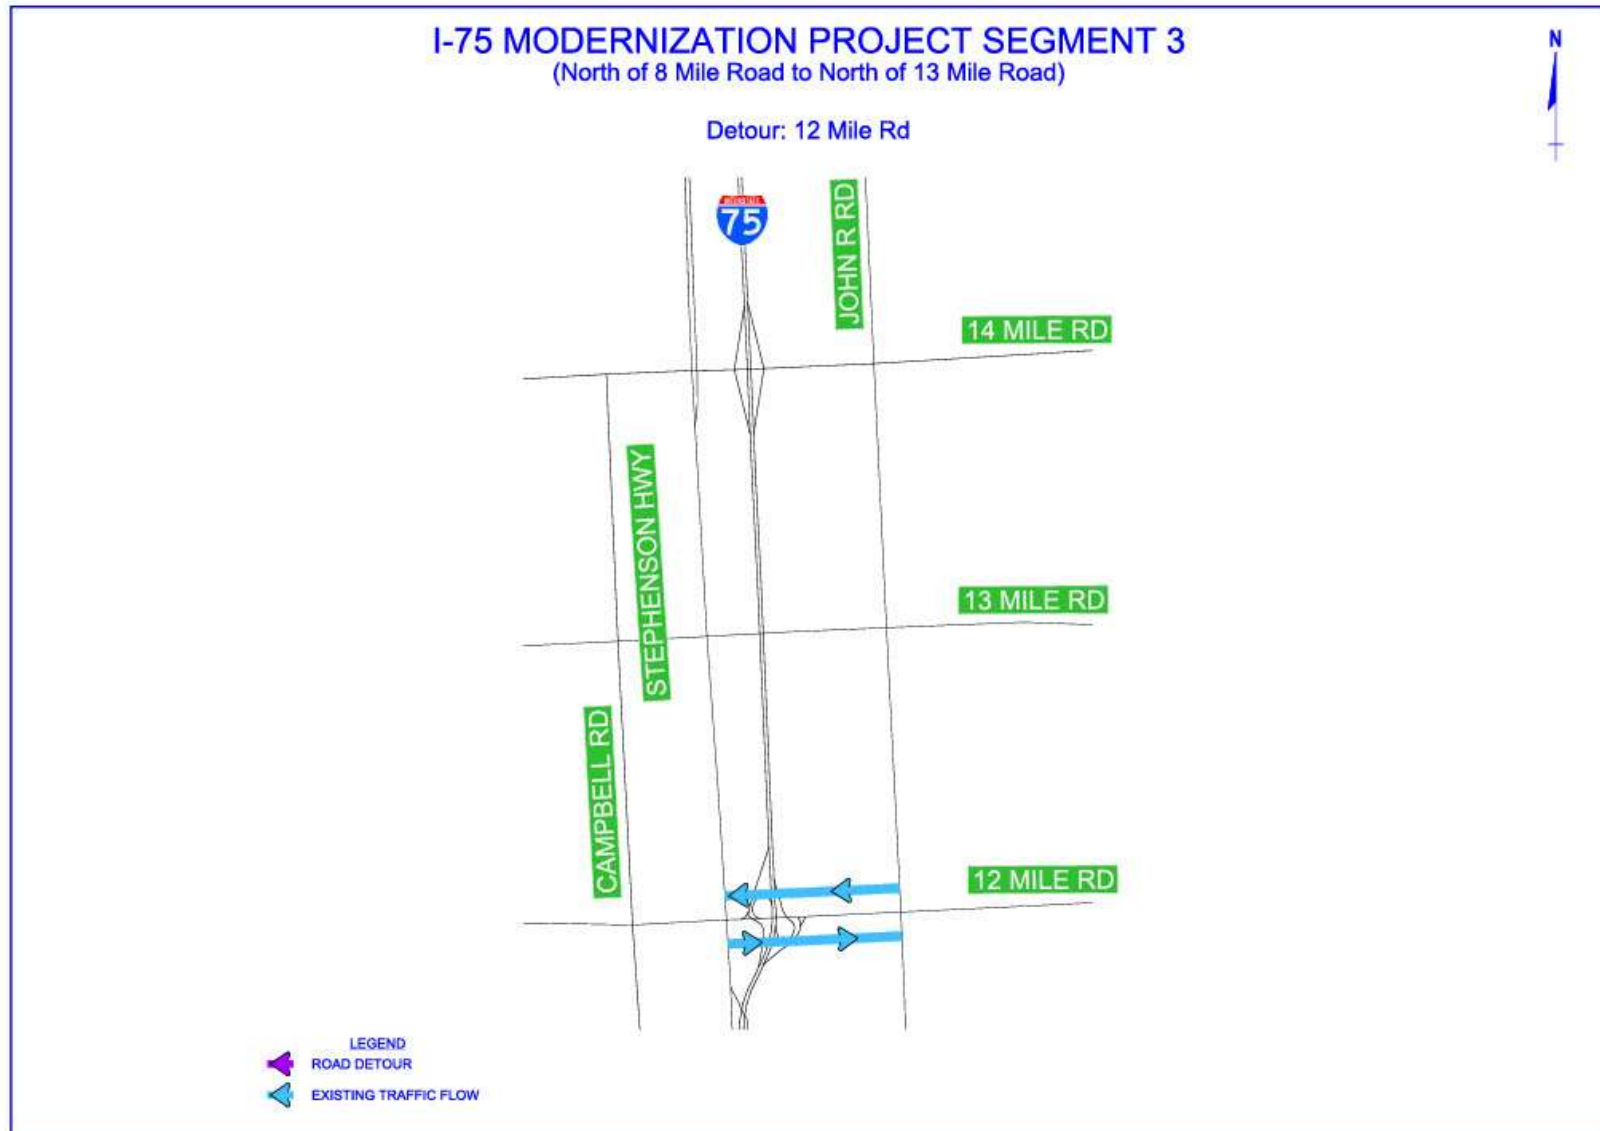 I-75 MODERNIZATION PROJECT SEGMENT 3
(North of 8 Mile Road to North of 13 Mile Road)
N
Detour: 12 Mile Rd
INTERSTATE
75
JOHN R RD
14 MILE RD
STEPHENSON HWY
13 MILE RD
CAMPBELL RD
12 MILE RD
LEGEND
ROAD DETOUR
EXISTING TRAFFIC FLOW